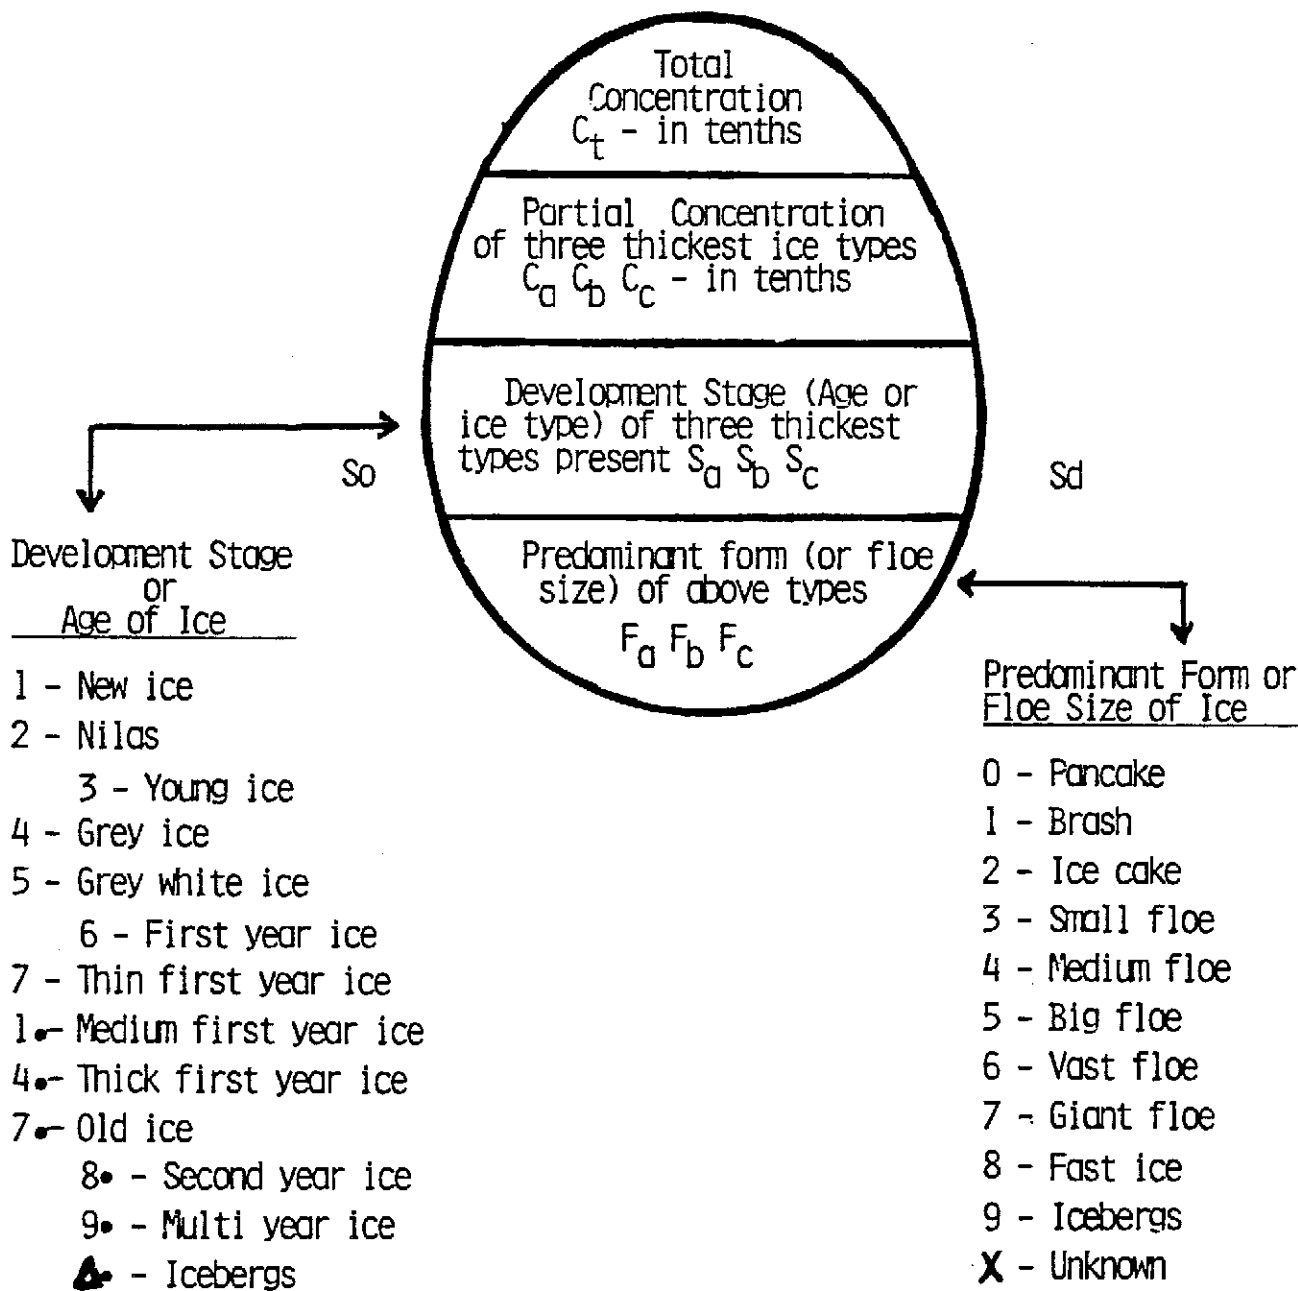 Total
Concentration
Ct - in tenths
Partial Concentration
of three thickest ice types
Ca Cb Cc - in tenths
Development Stage (Age or
ice type) of three thickest
types present Sa Sb Sc
So
Sd
Predominant form (or floe
size) of above types
Fa Fb Fc
Development Stage
or
Age of Ice
1 - New ice
2 - Nilas
3 - Young ice
4 - Grey ice
5 - Grey white ice
6 - First year ice
7 - Thin first year ice
1•- Medium first year ice
4•- Thick first year ice
7•- Old ice
8• - Second year ice
9• - Multi year ice
▲• - Icebergs
Predominant Form or
Floe Size of Ice
0 - Pancake
1 - Brash
2 - Ice cake
3 - Small floe
4 - Medium floe
5 - Big floe
6 - Vast floe
7 - Giant floe
8 - Fast ice
9 - Icebergs
X - Unknown